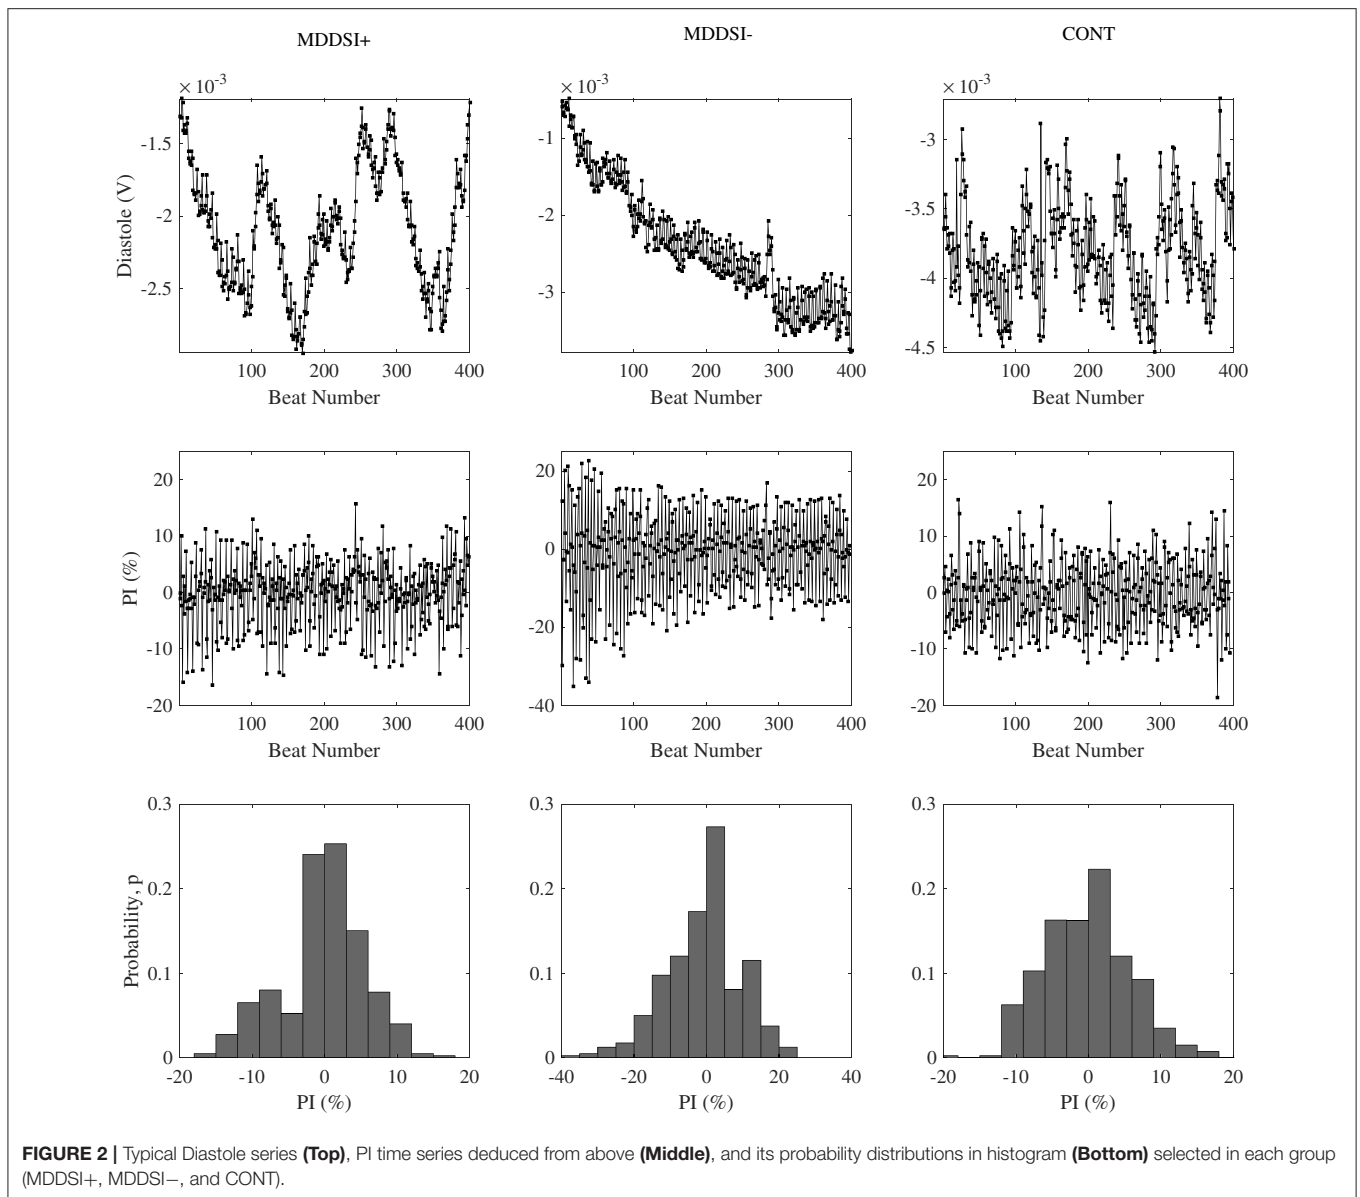 MDDSI+ MDDSI- CONT
×10⁻³ ×10⁻³ ×10⁻³
Diastole (V)
-1.5
-2
-2.5
100 200 300 400
Beat Number
-1
-2
-3
100 200 300 400
Beat Number
-3
-3.5
-4
-4.5
100 200 300 400
Beat Number
PI (%)
20
10
0
-10
-20
100 200 300 400
Beat Number
20
0
-20
-40
100 200 300 400
Beat Number
20
10
0
-10
-20
100 200 300 400
Beat Number
Probability, p
0.3
0.2
0.1
0
-20 -10 0 10 20
PI (%)
0.3
0.2
0.1
0
-40 -20 0 20 40
PI (%)
0.3
0.2
0.1
0
-20 -10 0 10 20
PI (%)
FIGURE 2 | Typical Diastole series (Top), PI time series deduced from above (Middle), and its probability distributions in histogram (Bottom) selected in each group
(MDDSI+, MDDSI−, and CONT).